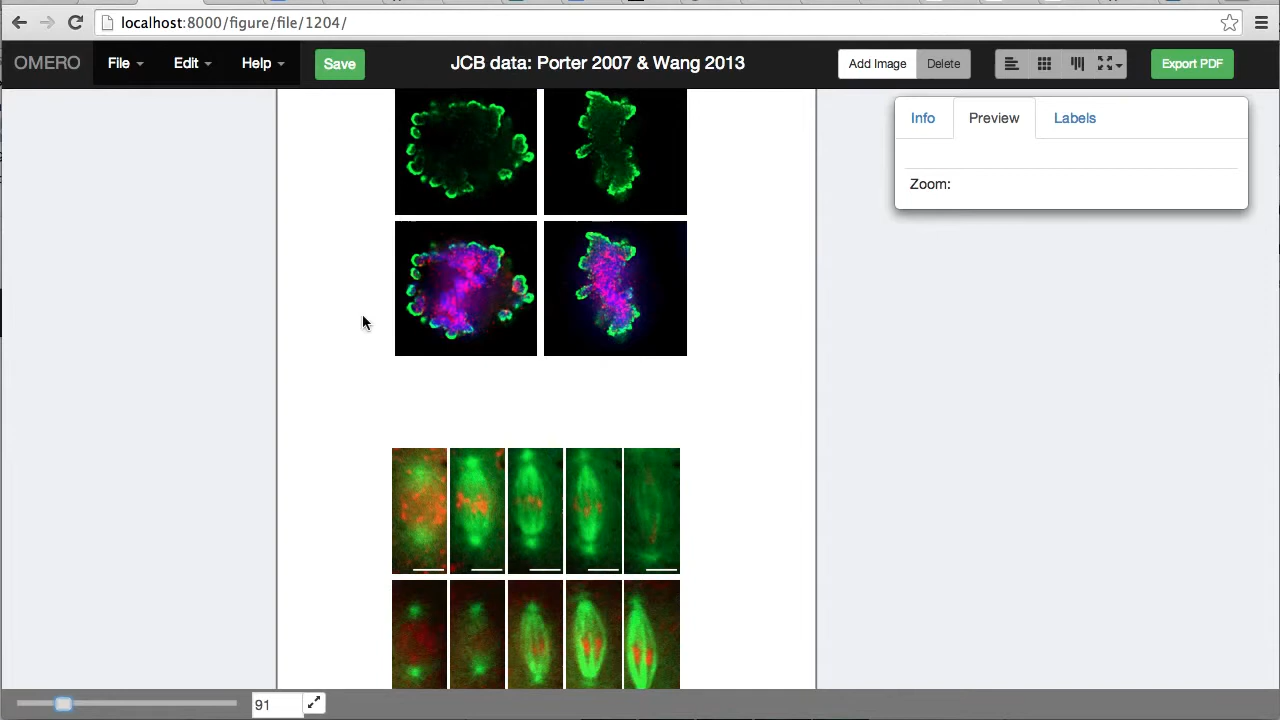 localhost:8000/figure/file/1204/
OMERO File Edit Help Save JCB data: Porter 2007 & Wang 2013 Add Image Delete Export PDF
Info Preview Labels
Zoom:
91